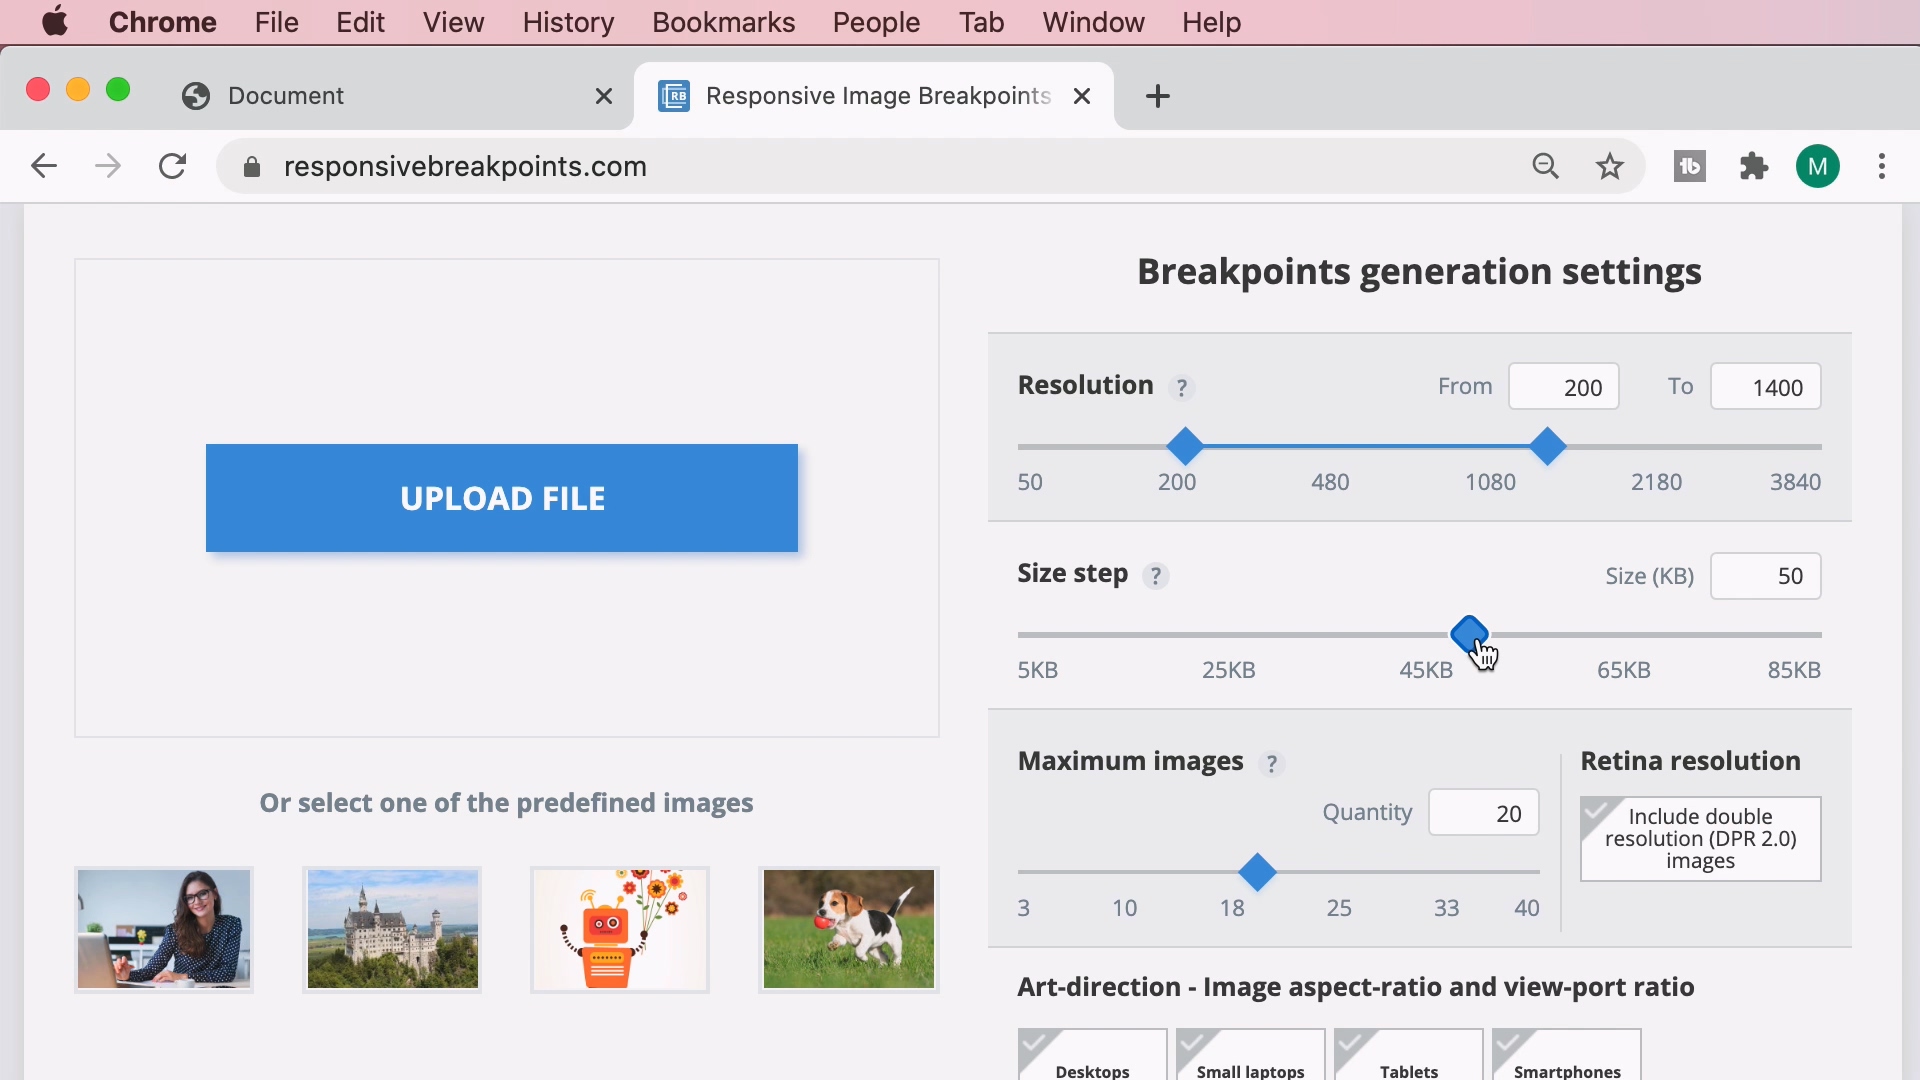 Chrome File Edit View History Bookmarks People Tab Window Help
Document
RB
Responsive Image Breakpoints
responsivebreakpoints.com
M
UPLOAD FILE
Or select one of the predefined images
Breakpoints generation settings
Resolution ? From 200 To 1400
50 200 480 1080 2180 3840
Size step ? Size (KB) 50
5KB 25KB 45KB 65KB 85KB
Maximum images ?
Quantity 20
3 10 18 25 33 40
Retina resolution
Include double
resolution (DPR 2.0)
images
Art-direction - Image aspect-ratio and view-port ratio
Desktops Small laptops Tablets Smartphones